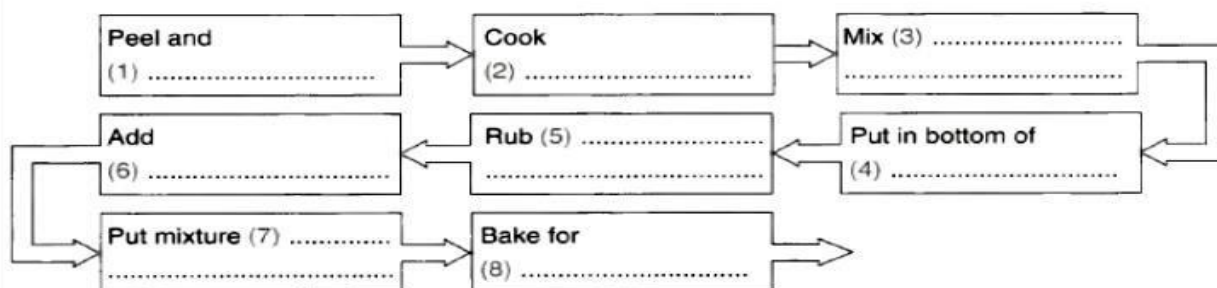 Peel and
(1) ..............................
Cook
(2) ..............................
Mix (3) ..............................
..............................
Put in bottom of
(4) ..............................
Rub (5) ..............................
..............................
Add
(6) ..............................
Put mixture (7) ..............
..............................
Bake for
(8) ..............................